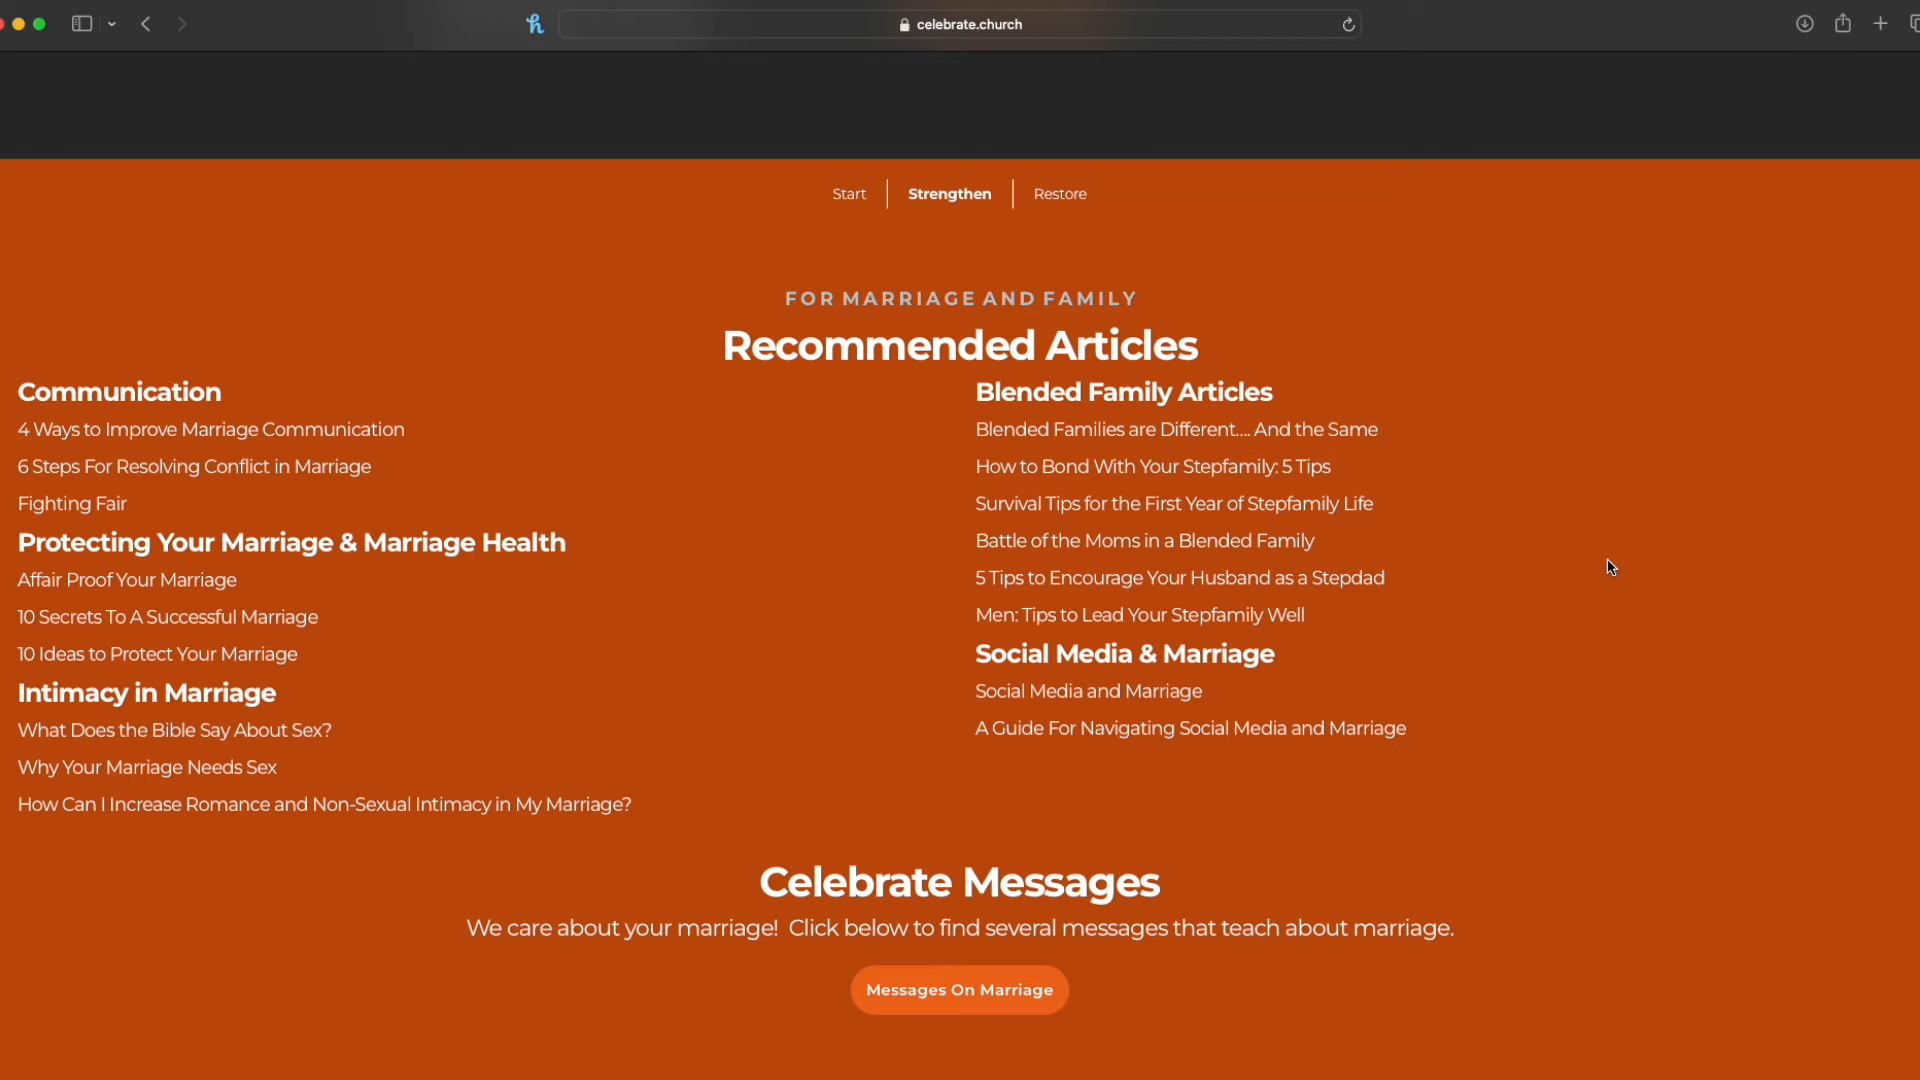 celebrate.church
Start
Strengthen
Restore
FOR MARRIAGE AND FAMILY
Recommended Articles
Communication
4 Ways to Improve Marriage Communication
6 Steps For Resolving Conflict in Marriage
Fighting Fair
Protecting Your Marriage & Marriage Health
Affair Proof Your Marriage
10 Secrets To A Successful Marriage
10 Ideas to Protect Your Marriage
Intimacy in Marriage
What Does the Bible Say About Sex?
Why Your Marriage Needs Sex
How Can I Increase Romance and Non-Sexual Intimacy in My Marriage?
Blended Family Articles
Blended Families are Different.... And the Same
How to Bond With Your Stepfamily: 5 Tips
Survival Tips for the First Year of Stepfamily Life
Battle of the Moms in a Blended Family
5 Tips to Encourage Your Husband as a Stepdad
Men: Tips to Lead Your Stepfamily Well
Social Media & Marriage
Social Media and Marriage
A Guide For Navigating Social Media and Marriage
Celebrate Messages
We care about your marriage!  Click below to find several messages that teach about marriage.
Messages On Marriage